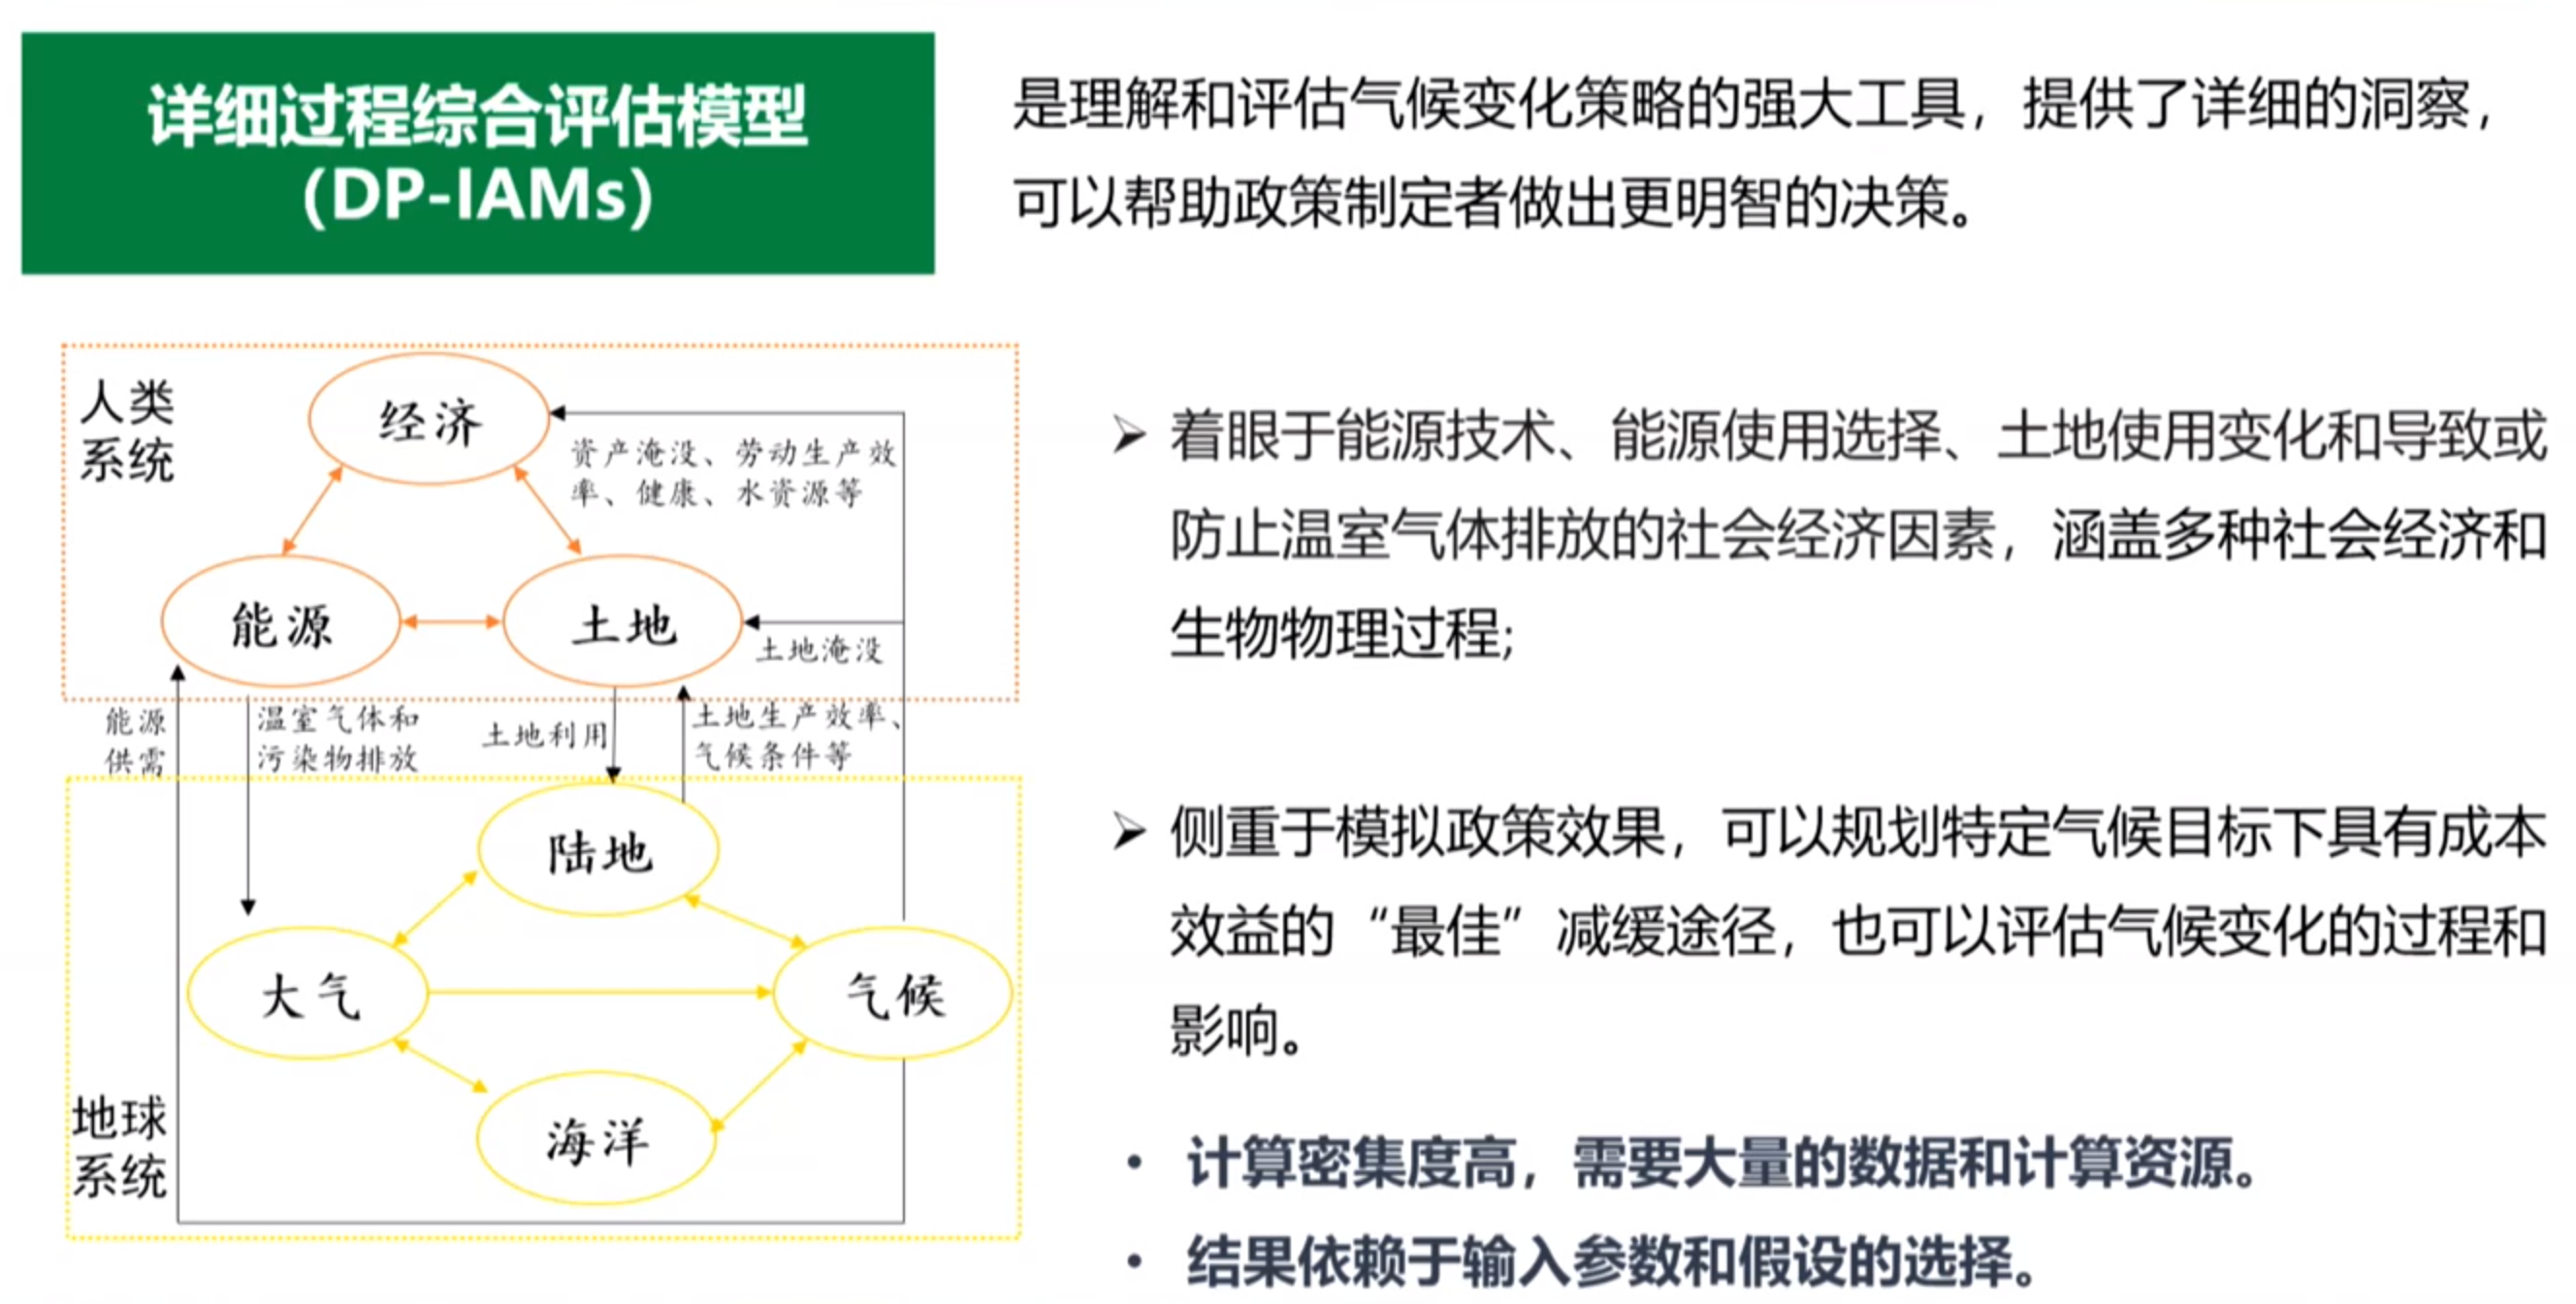 详细过程综合评估模型
(DP-IAMs)
是理解和评估气候变化策略的强大工具，提供了详细的洞察，
可以帮助政策制定者做出更明智的决策。
人类
系统
经济
资产淹没、劳动生产效
率、健康、水资源等
能源
土地
土地淹没
能源
供需
温室气体和
污染物排放
土地利用
土地生产效率、
气候条件等
陆地
大气
气候
海洋
地球
系统
➢ 着眼于能源技术、能源使用选择、土地使用变化和导致或
防止温室气体排放的社会经济因素，涵盖多种社会经济和
生物物理过程;
➢ 侧重于模拟政策效果，可以规划特定气候目标下具有成本
效益的“最佳”减缓途径，也可以评估气候变化的过程和
影响。
• 计算密集度高，需要大量的数据和计算资源。
• 结果依赖于输入参数和假设的选择。